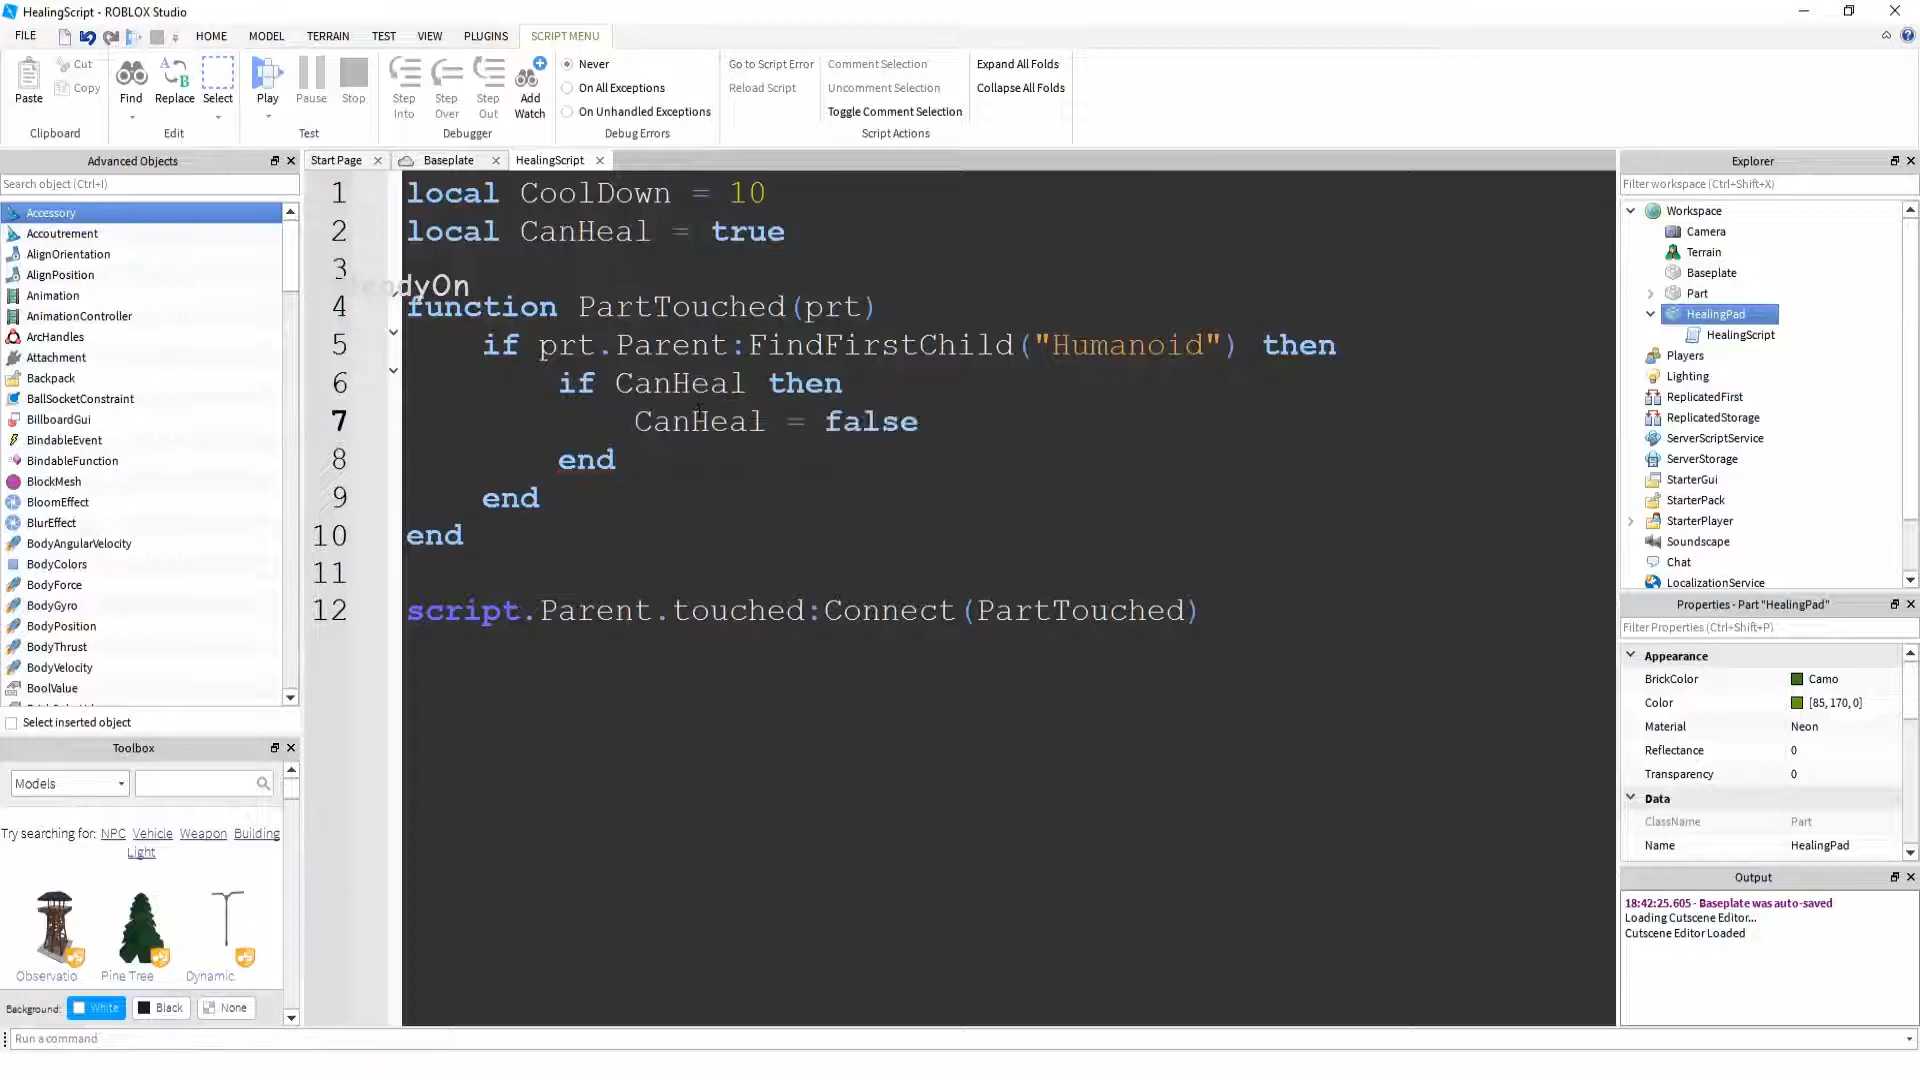 HealingScript - ROBLOX Studio
FILE HOME MODEL TERRAIN TEST VIEW PLUGINS SCRIPT MENU
Paste
Cut
Copy
Clipboard
Find Replace Select
Edit
Play Pause Stop
Test
Step Into Step Over Step Out Add Watch
Debugger
Never
On All Exceptions
On Unhandled Exceptions
Debug Errors
Go to Script Error
Reload Script
Comment Selection
Uncomment Selection
Toggle Comment Selection
Script Actions
Expand All Folds
Collapse All Folds
Advanced Objects
Search object (Ctrl+I)
Accessory
Accoutrement
AlignOrientation
AlignPosition
Animation
AnimationController
ArcHandles
Attachment
Backpack
BallSocketConstraint
BillboardGui
BindableEvent
BindableFunction
BlockMesh
BloomEffect
BlurEffect
BodyAngularVelocity
BodyColors
BodyForce
BodyGyro
BodyPosition
BodyThrust
BodyVelocity
BoolValue
Select inserted object
Toolbox
Models
Try searching for: NPC Vehicle Weapon Building
Light
Observatio Pine Tree Dynamic
Background: White Black None
Run a command
Start Page Baseplate HealingScript
1 local CoolDown = 10
2 local CanHeal = true
3
4 function PartTouched(prt)
5 if prt.Parent:FindFirstChild("Humanoid") then
6 if CanHeal then
7 CanHeal = false
8 end
9 end
10 end
11
12 script.Parent.touched:Connect(PartTouched)
Explorer
Filter workspace (Ctrl+Shift+X)
Workspace
Camera
Terrain
Baseplate
Part
HealingPad
HealingScript
Players
Lighting
ReplicatedFirst
ReplicatedStorage
ServerScriptService
ServerStorage
StarterGui
StarterPack
StarterPlayer
Soundscape
Chat
LocalizationService
Properties - Part "HealingPad"
Filter Properties (Ctrl+Shift+P)
Appearance
BrickColor Camo
Color [85, 170, 0]
Material Neon
Reflectance 0
Transparency 0
Data
ClassName Part
Name HealingPad
Output
18:42:25.605 - Baseplate was auto-saved
Loading Cutscene Editor...
Cutscene Editor Loaded